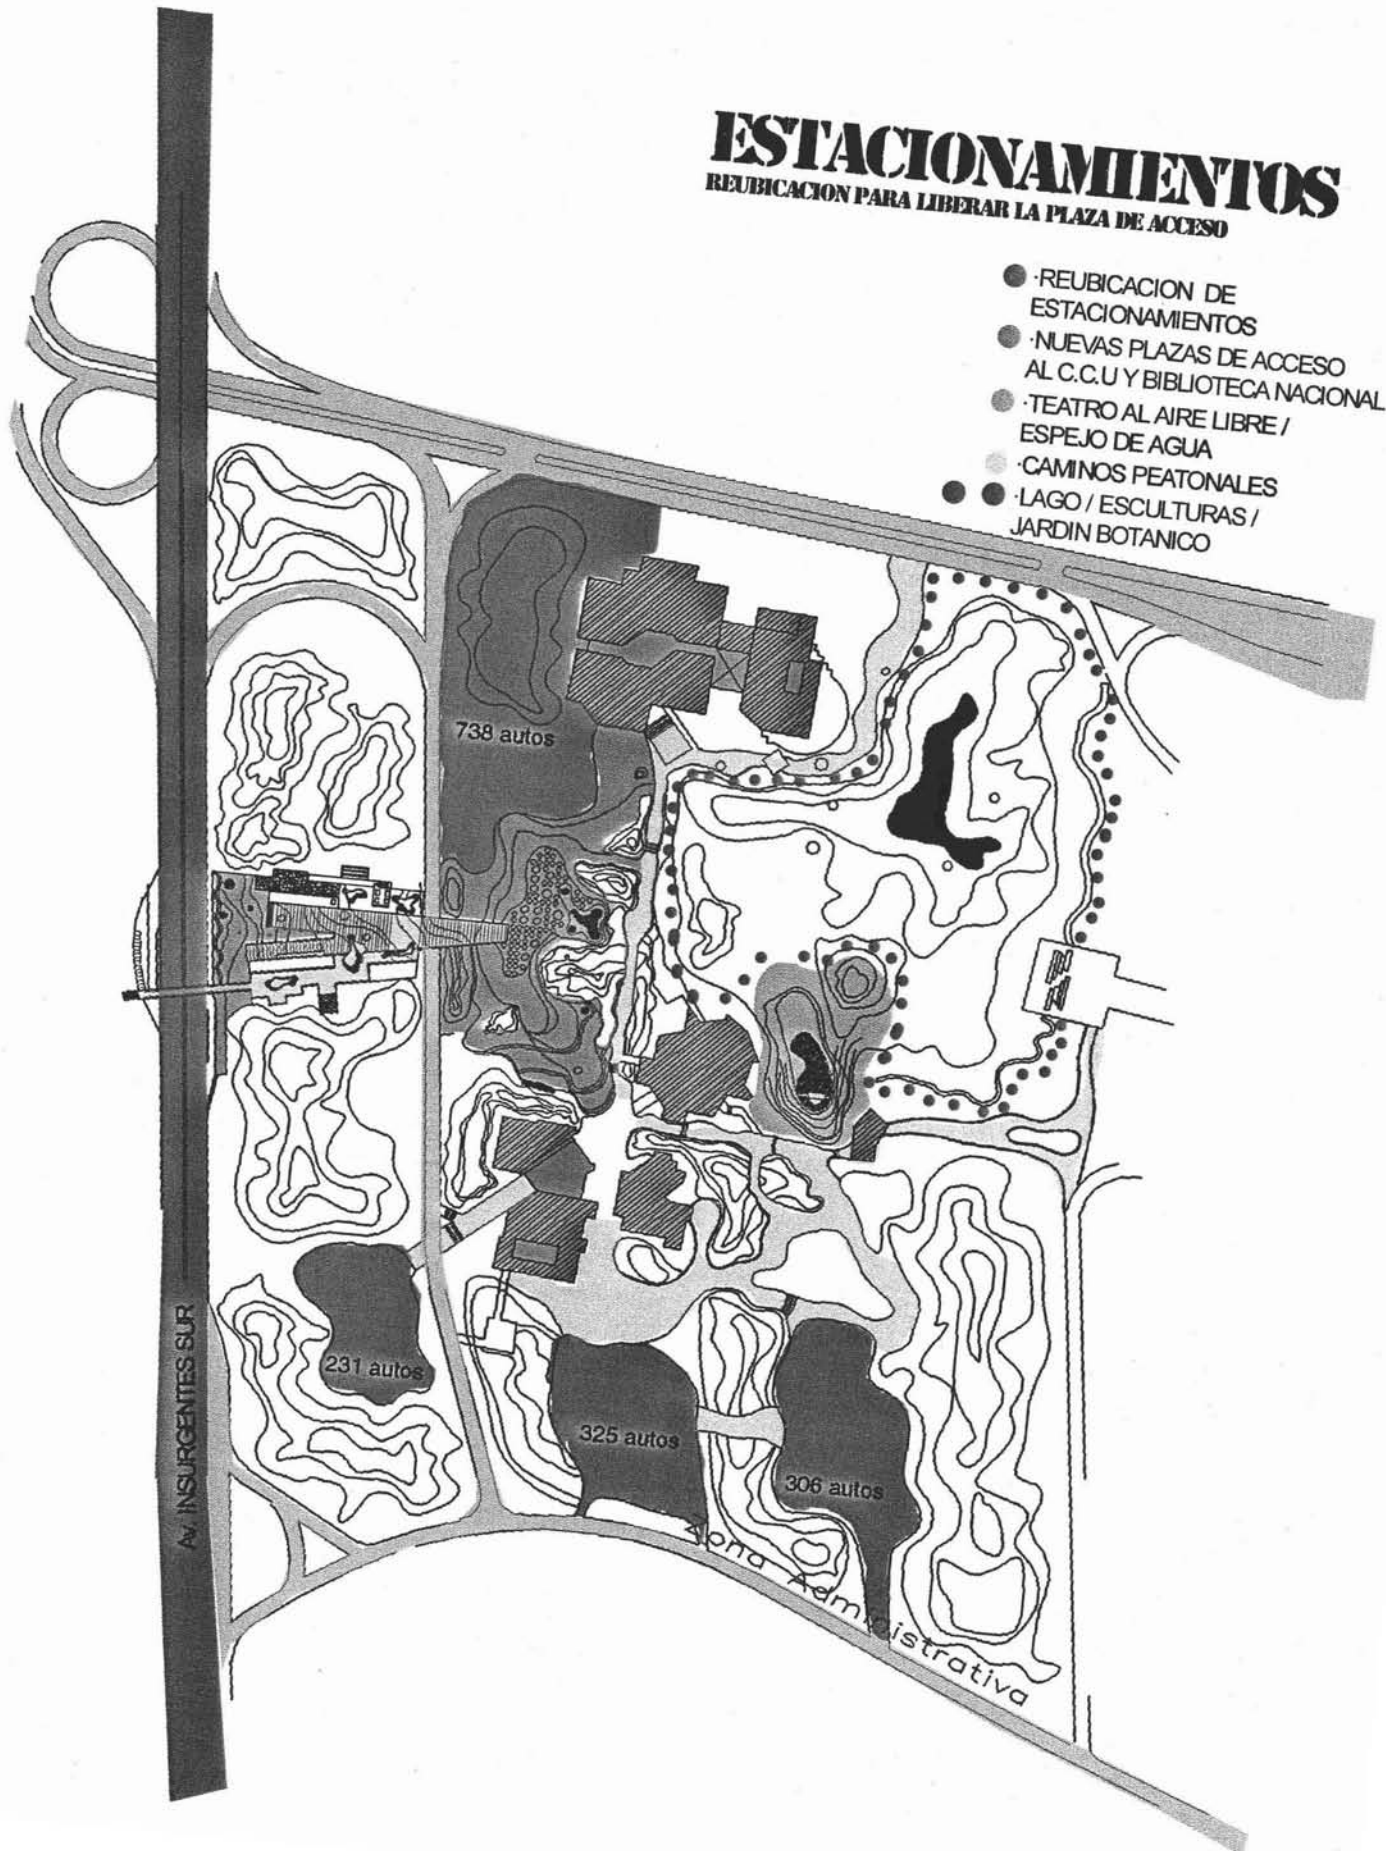 ESTACIONAMIENTOS
REUBICACION PARA LIBERAR LA PLAZA DE ACCESO
·REUBICACION DE
ESTACIONAMIENTOS
·NUEVAS PLAZAS DE ACCESO
AL C.C.U Y BIBLIOTECA NACIONAL
·TEATRO AL AIRE LIBRE /
ESPEJO DE AGUA
·CAMINOS PEATONALES
·LAGO / ESCULTURAS /
JARDIN BOTANICO
738 autos
231 autos
325 autos
306 autos
Av. INSURGENTES SUR
Zona Administrativa